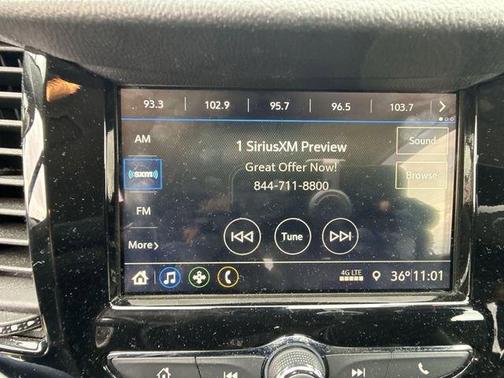 93.3 102.9 95.7 96.5 103.7
AM
1 SiriusXM Preview
Sound
Great Offer Now!
((SXM))
844-711-8800
Browse
FM
More
Tune
4G LTE
36° 11:01